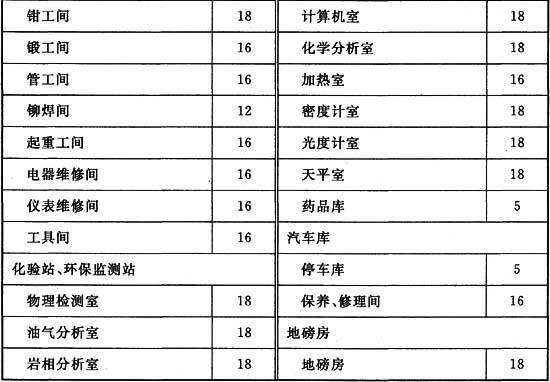 钳工间 18
锻工间 16
管工间 16
铆焊间 12
起重工间 16
电器维修间 16
仪表维修间 16
工具间 16
化验站、环保监测站
物理检测室 18
油气分析室 18
岩相分析室 18
计算机室 18
化学分析室 18
加热室 16
密度计室 18
光度计室 18
天平室 18
药品库 5
汽车库
停车库 5
保养、修理间 16
地磅房
地磅房 18